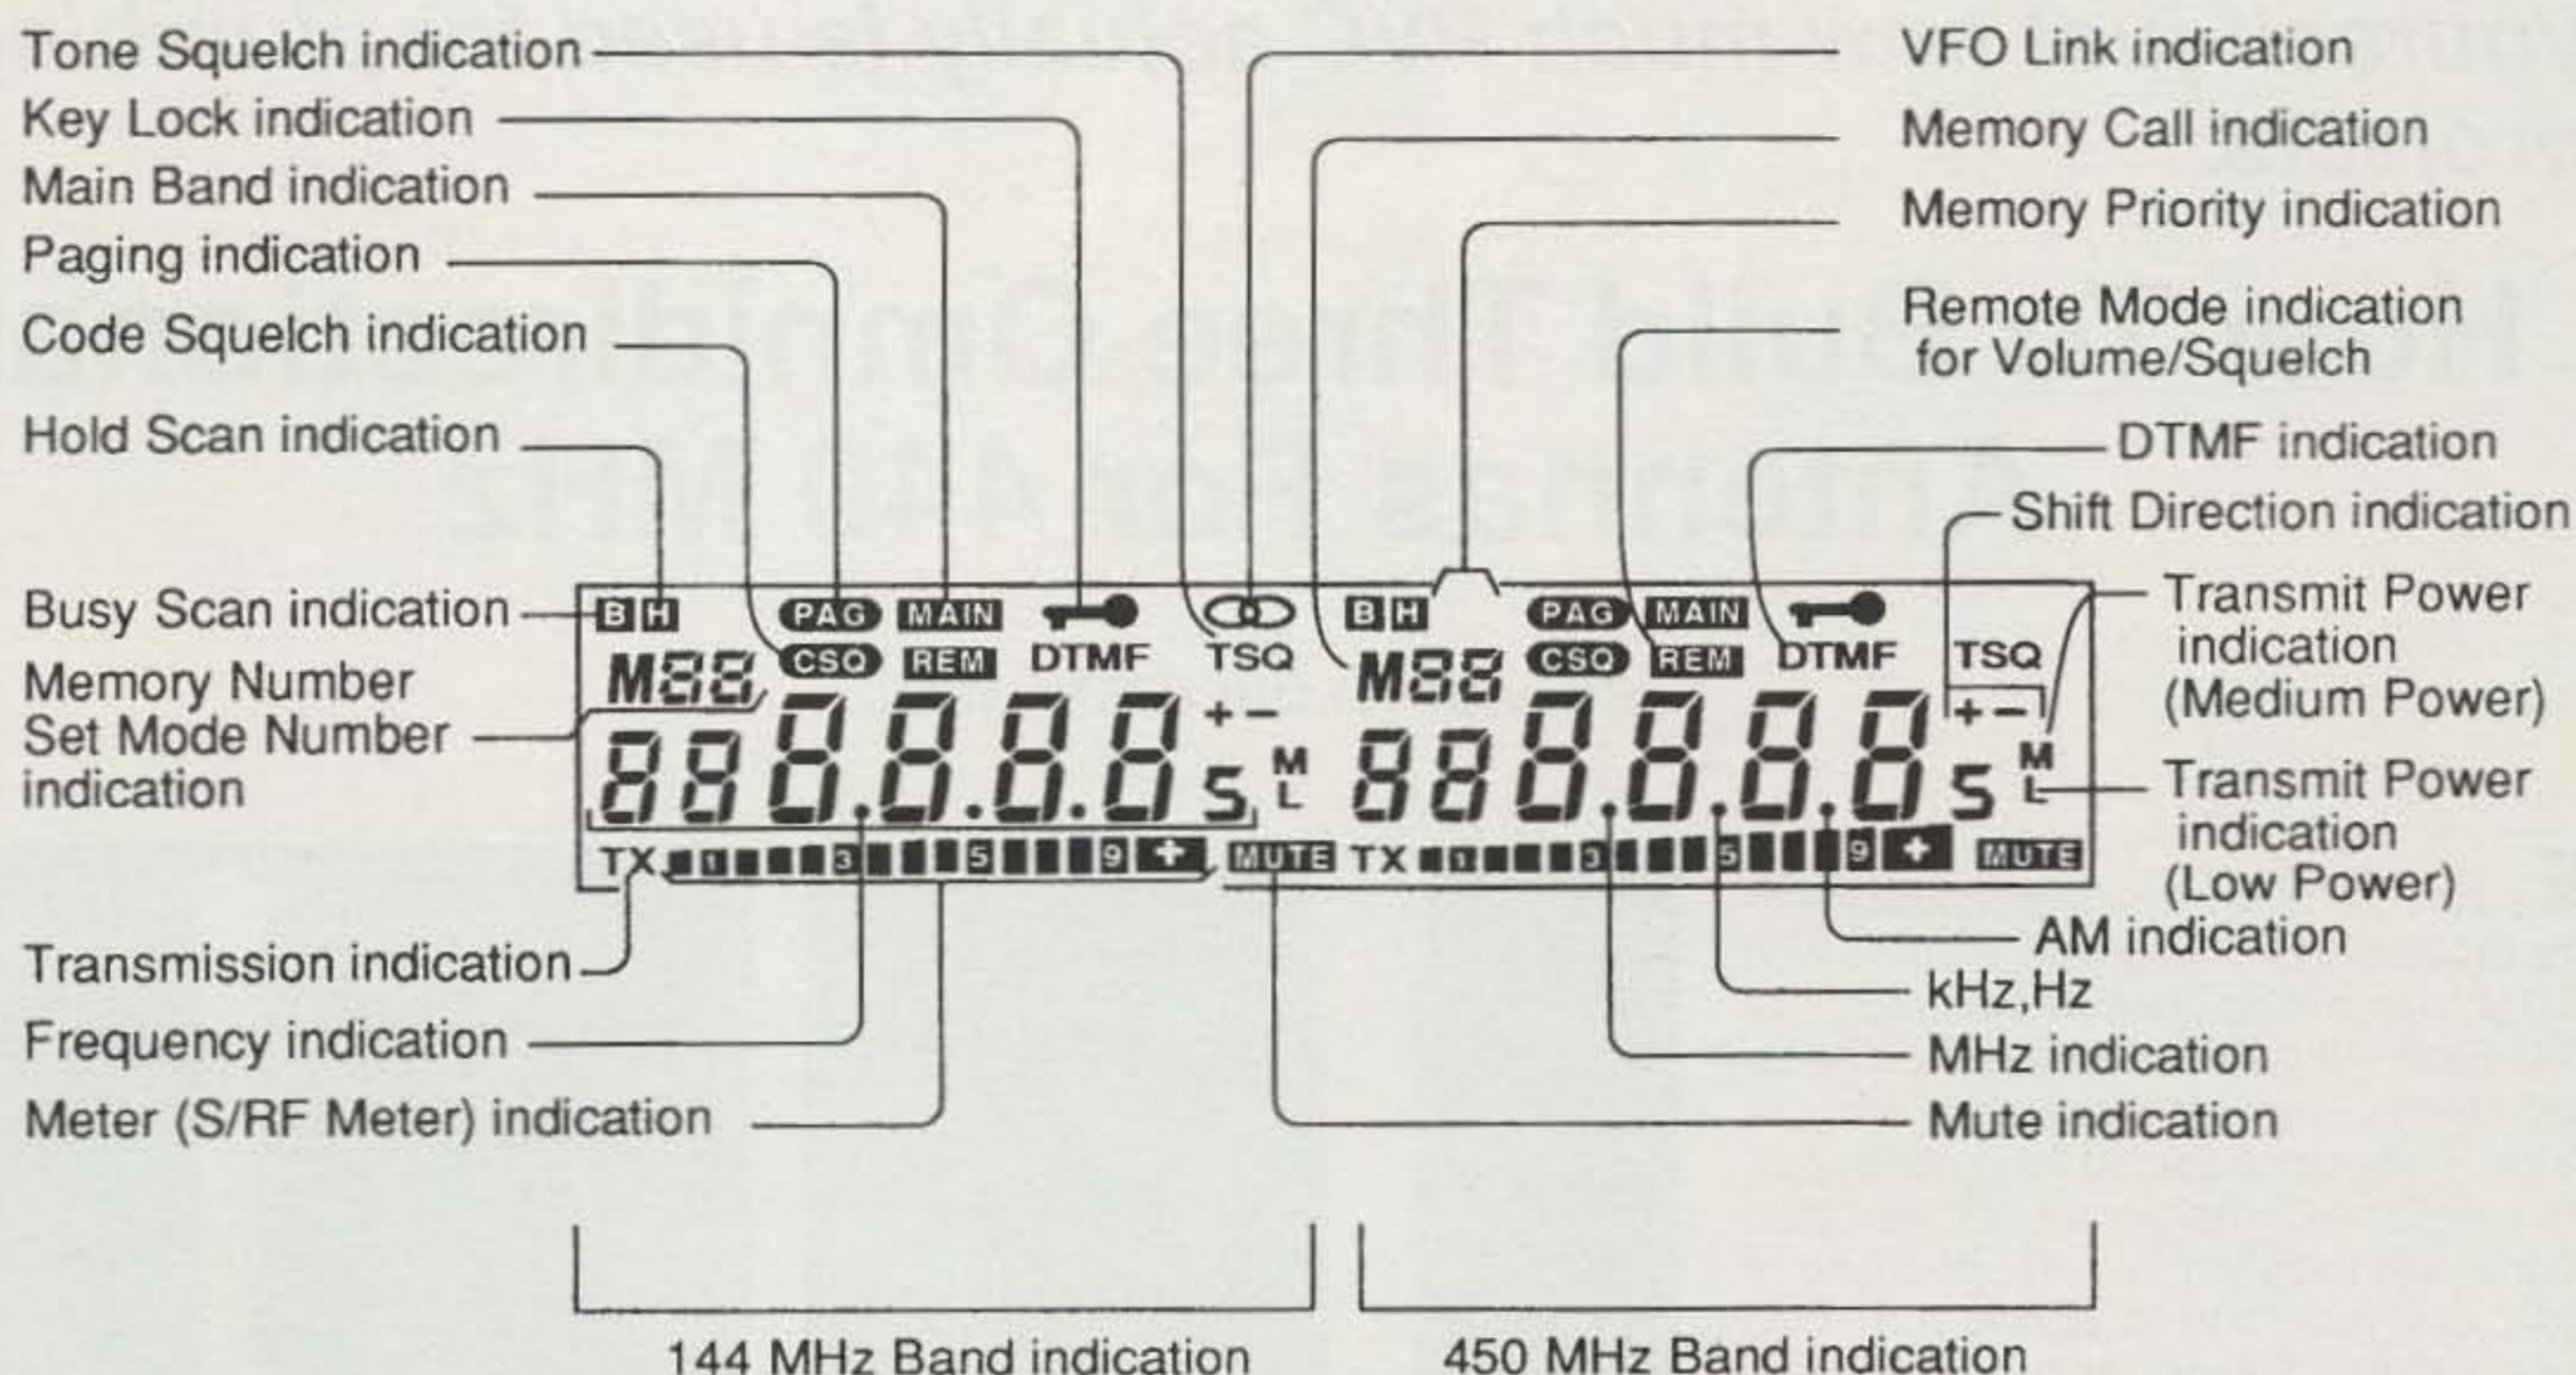 Tone Squelch indication
Key Lock indication
Main Band indication
Paging indication
Code Squelch indication
Hold Scan indication
Busy Scan indication
Memory Number
Set Mode Number
indication
Transmission indication
Frequency indication
Meter (S/RF Meter) indication
VFO Link indication
Memory Call indication
Memory Priority indication
Remote Mode indication
for Volume/Squelch
DTMF indication
Shift Direction indication
Transmit Power
indication
(Medium Power)
Transmit Power
indication
(Low Power)
AM indication
kHz,Hz
MHz indication
Mute indication
B H PAG MAIN B H PAG MAIN
M88 CSQ REM DTMF TSQ M88 CSQ REM DTMF TSQ
+ - + -
88 8.8.8.8 5 M L 88 8.8.8.8 5 M L
TX 1 3 5 9 + MUTE TX 1 3 5 9 + MUTE
144 MHz Band indication 450 MHz Band indication